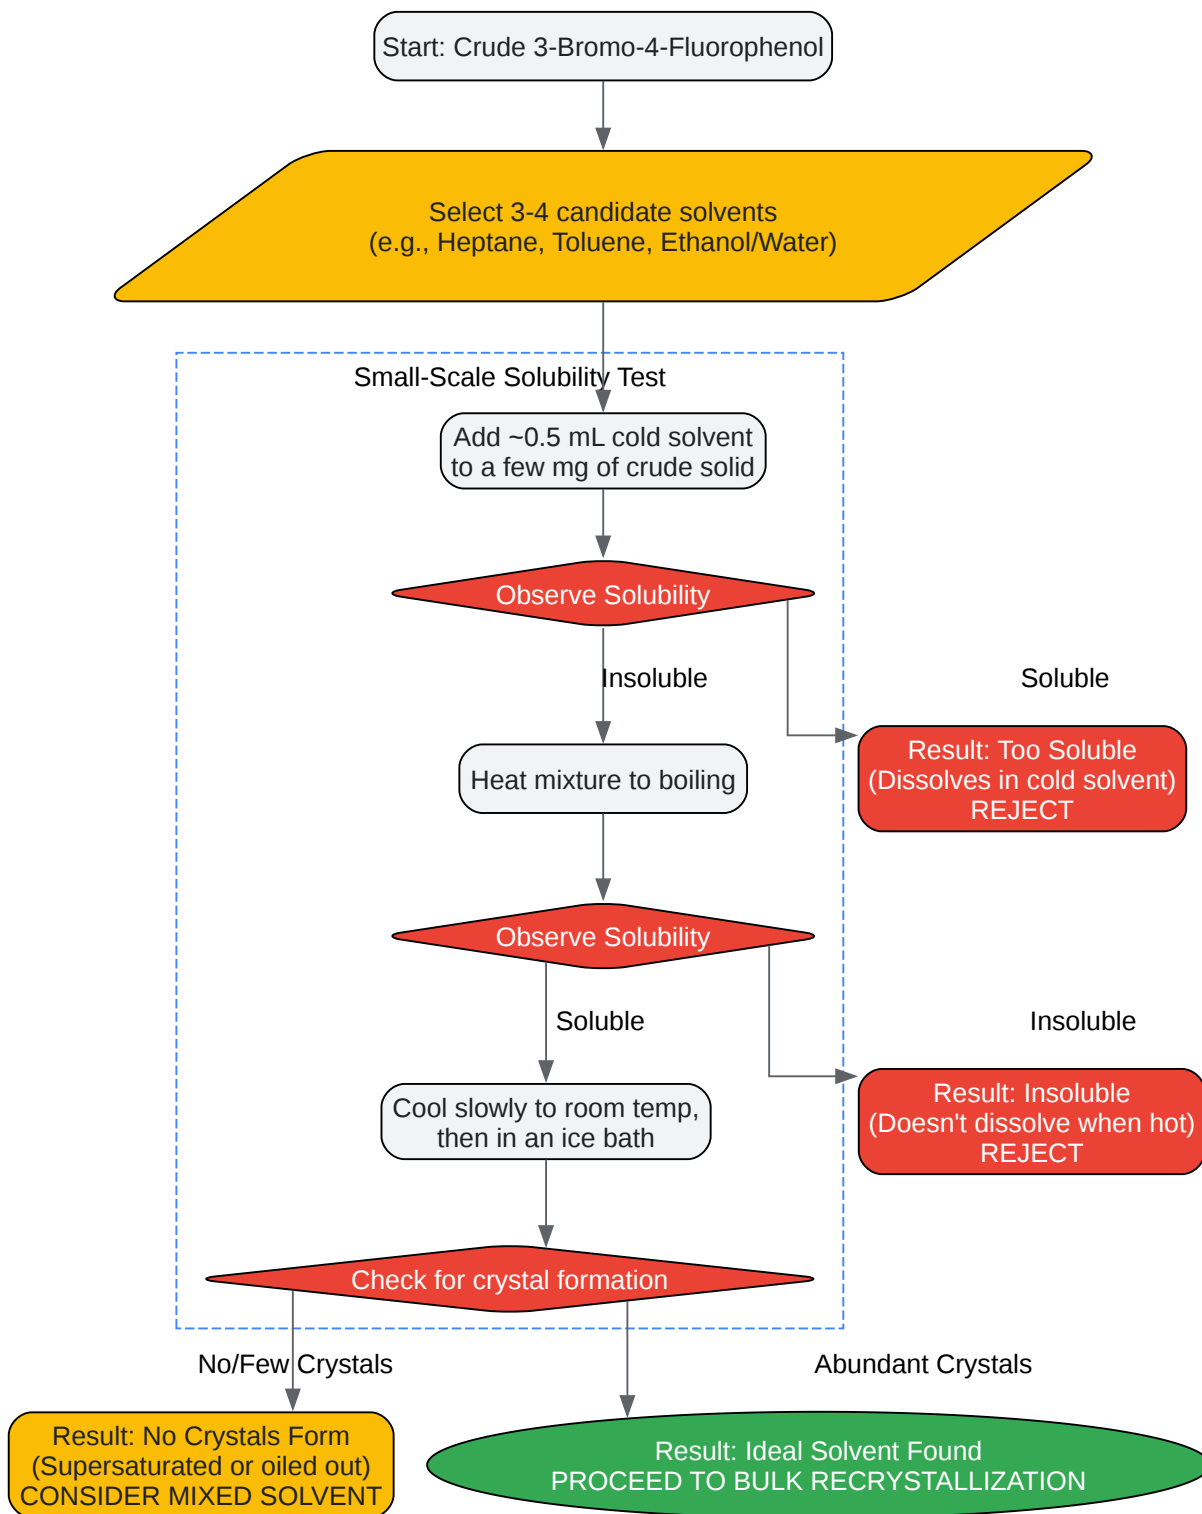 Start: Crude 3-Bromo-4-Fluorophenol
Select 3-4 candidate solvents
(e.g., Heptane, Toluene, Ethanol/Water)
Small-Scale Solubility Test
Add ~0.5 mL cold solvent
to a few mg of crude solid
Observe Solubility
Insoluble
Soluble
Heat mixture to boiling
Result: Too Soluble
(Dissolves in cold solvent)
REJECT
Observe Solubility
Soluble
Insoluble
Cool slowly to room temp,
then in an ice bath
Result: Insoluble
(Doesn't dissolve when hot)
REJECT
Check for crystal formation
No/Few Crystals
Abundant Crystals
Result: No Crystals Form
(Supersaturated or oiled out)
CONSIDER MIXED SOLVENT
Result: Ideal Solvent Found
PROCEED TO BULK RECRYSTALLIZATION